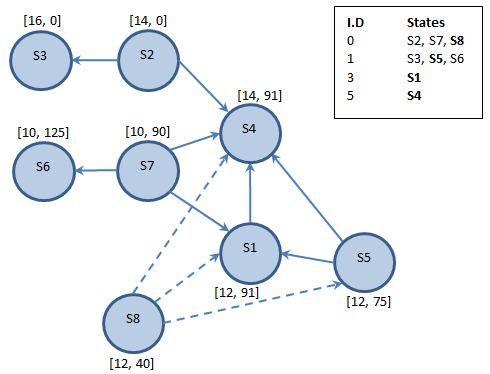 [16, 0]
[14, 0]
S3
S2
[14, 91]
S4
[10, 125]
[10, 90]
S6
S7
S1
S5
[12, 91]
[12, 75]
S8
[12, 40]
I.D States
0 S2, S7, S8
1 S3, S5, S6
3 S1
5 S4